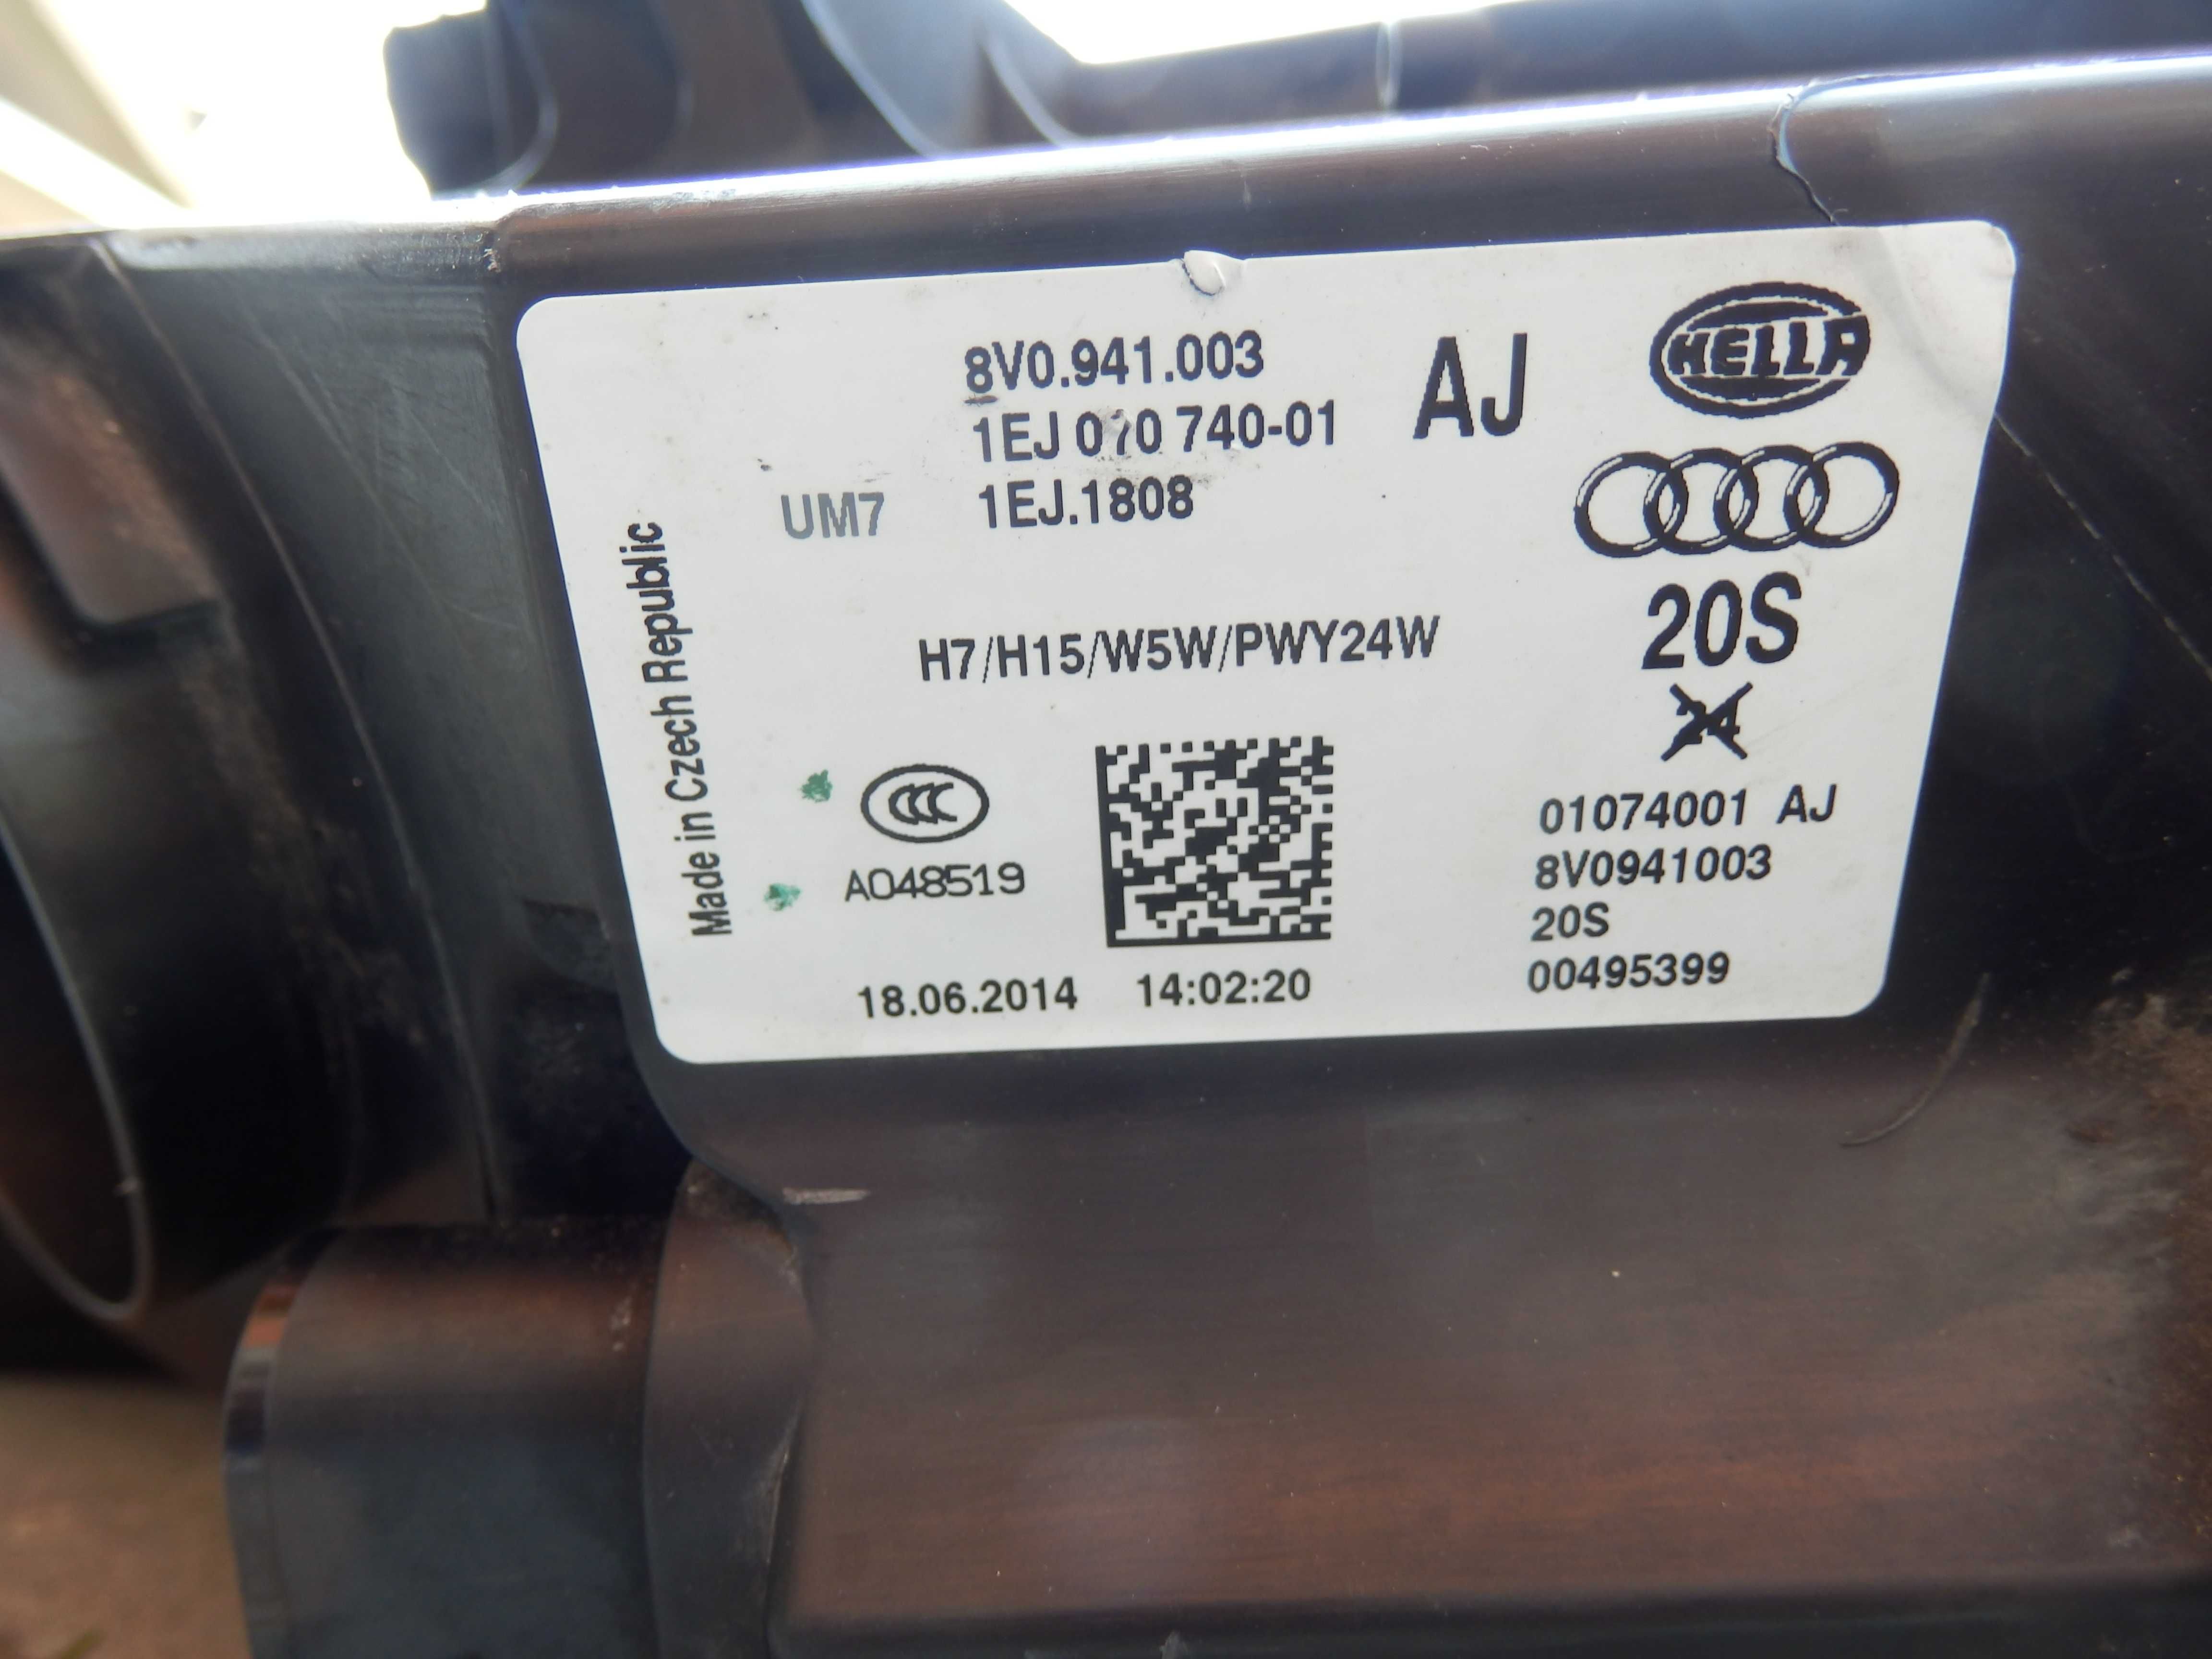 8V0.941.003
1EJ 010 740-01
AJ
HELLA
UM7
1EJ.1808
Made in Czech Republic
H7/H15/W5W/PWY24W
20S
24
CCC
A048519
01074001 AJ
8V0941003
20S
00495399
18.06.2014 14:02:20